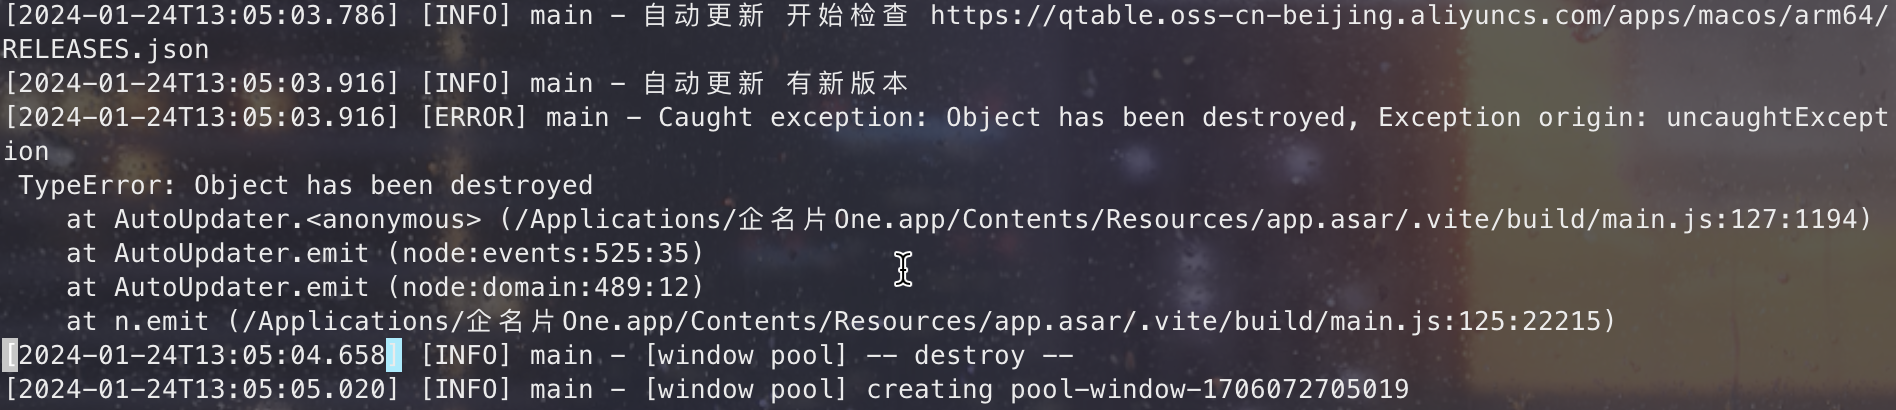 [2024-01-24T13:05:03.786] [INFO] main - 自动更新 开始检查 https://qtable.oss-cn-beijing.aliyuncs.com/apps/macos/arm64/
RELEASES.json
[2024-01-24T13:05:03.916] [INFO] main - 自动更新 有新版本
[2024-01-24T13:05:03.916] [ERROR] main - Caught exception: Object has been destroyed, Exception origin: uncaughtExcept
ion
 TypeError: Object has been destroyed
    at AutoUpdater.<anonymous> (/Applications/企名片One.app/Contents/Resources/app.asar/.vite/build/main.js:127:1194)
    at AutoUpdater.emit (node:events:525:35)
    at AutoUpdater.emit (node:domain:489:12)
    at n.emit (/Applications/企名片One.app/Contents/Resources/app.asar/.vite/build/main.js:125:22215)
[2024-01-24T13:05:04.658] [INFO] main - [window pool] -- destroy --
[2024-01-24T13:05:05.020] [INFO] main - [window pool] creating pool-window-1706072705019